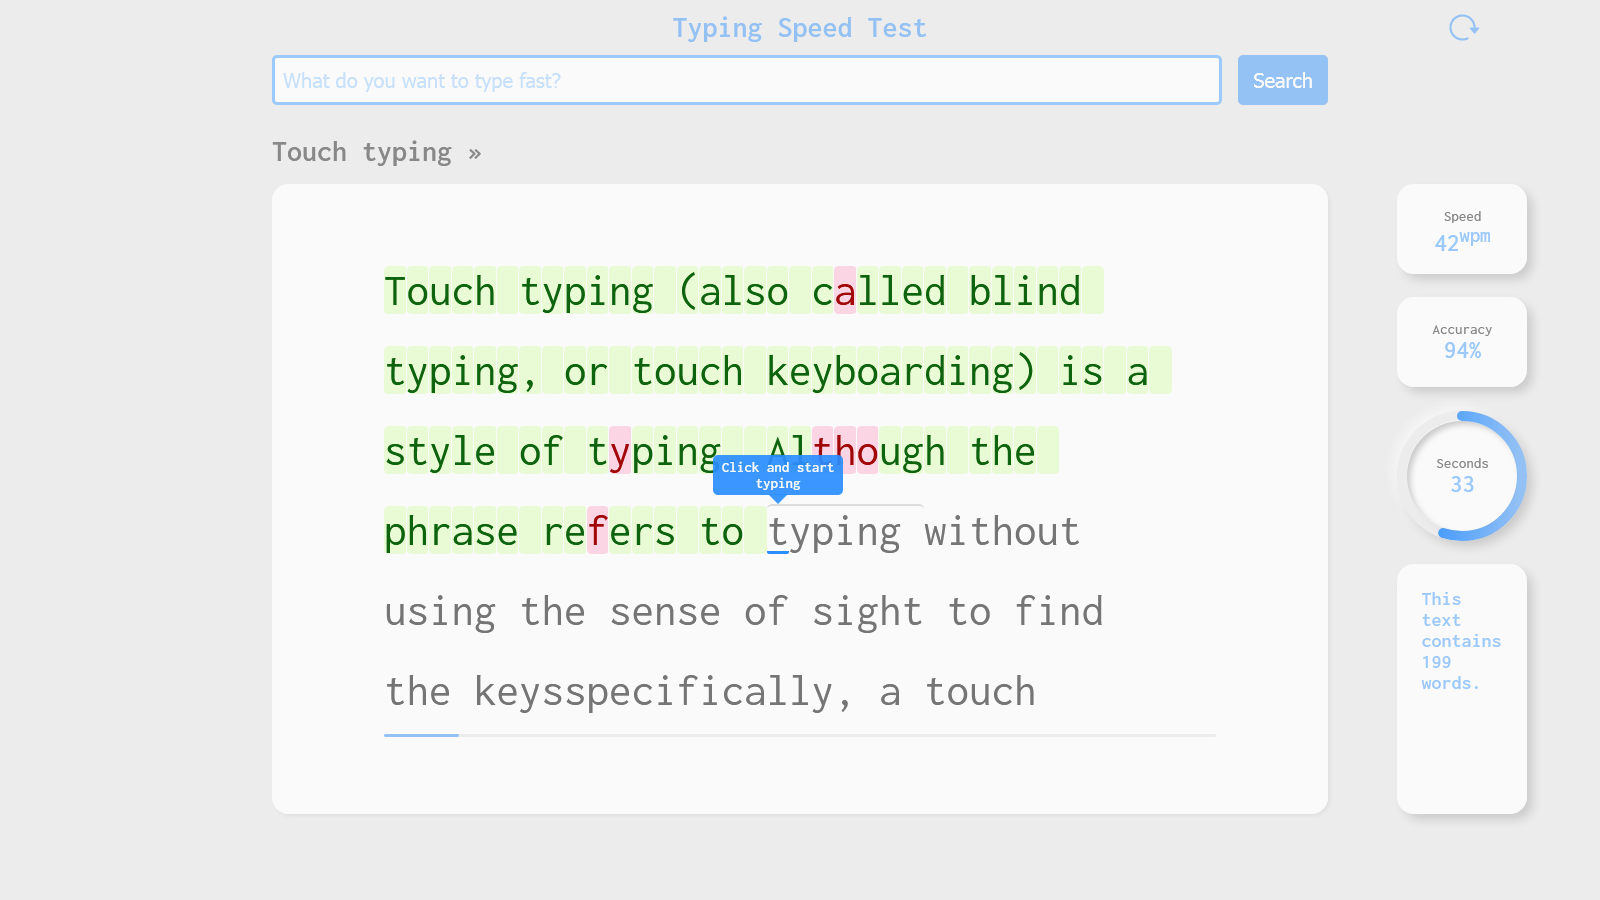 Typing Speed Test
What do you want to type fast?
Search
Touch typing »
Touch typing (also called blind
typing, or touch keyboarding) is a
style of typing. Although the
Click and start
typing
phrase refers to typing without
using the sense of sight to find
the keysspecifically, a touch
Speed
42wpm
Accuracy
94%
Seconds
33
This
text
contains
199
words.